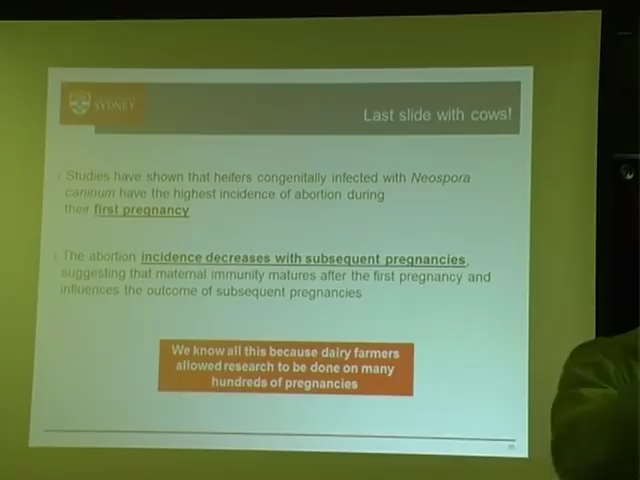 SYDNEY
Last slide with cows!
Studies have shown that heifers congenitally infected with Neospora
caninum have the highest incidence of abortion during
their first pregnancy
The abortion incidence decreases with subsequent pregnancies,
suggesting that maternal immunity matures after the first pregnancy and
influences the outcome of subsequent pregnancies
We know all this because dairy farmers
allowed research to be done on many
hundreds of pregnancies